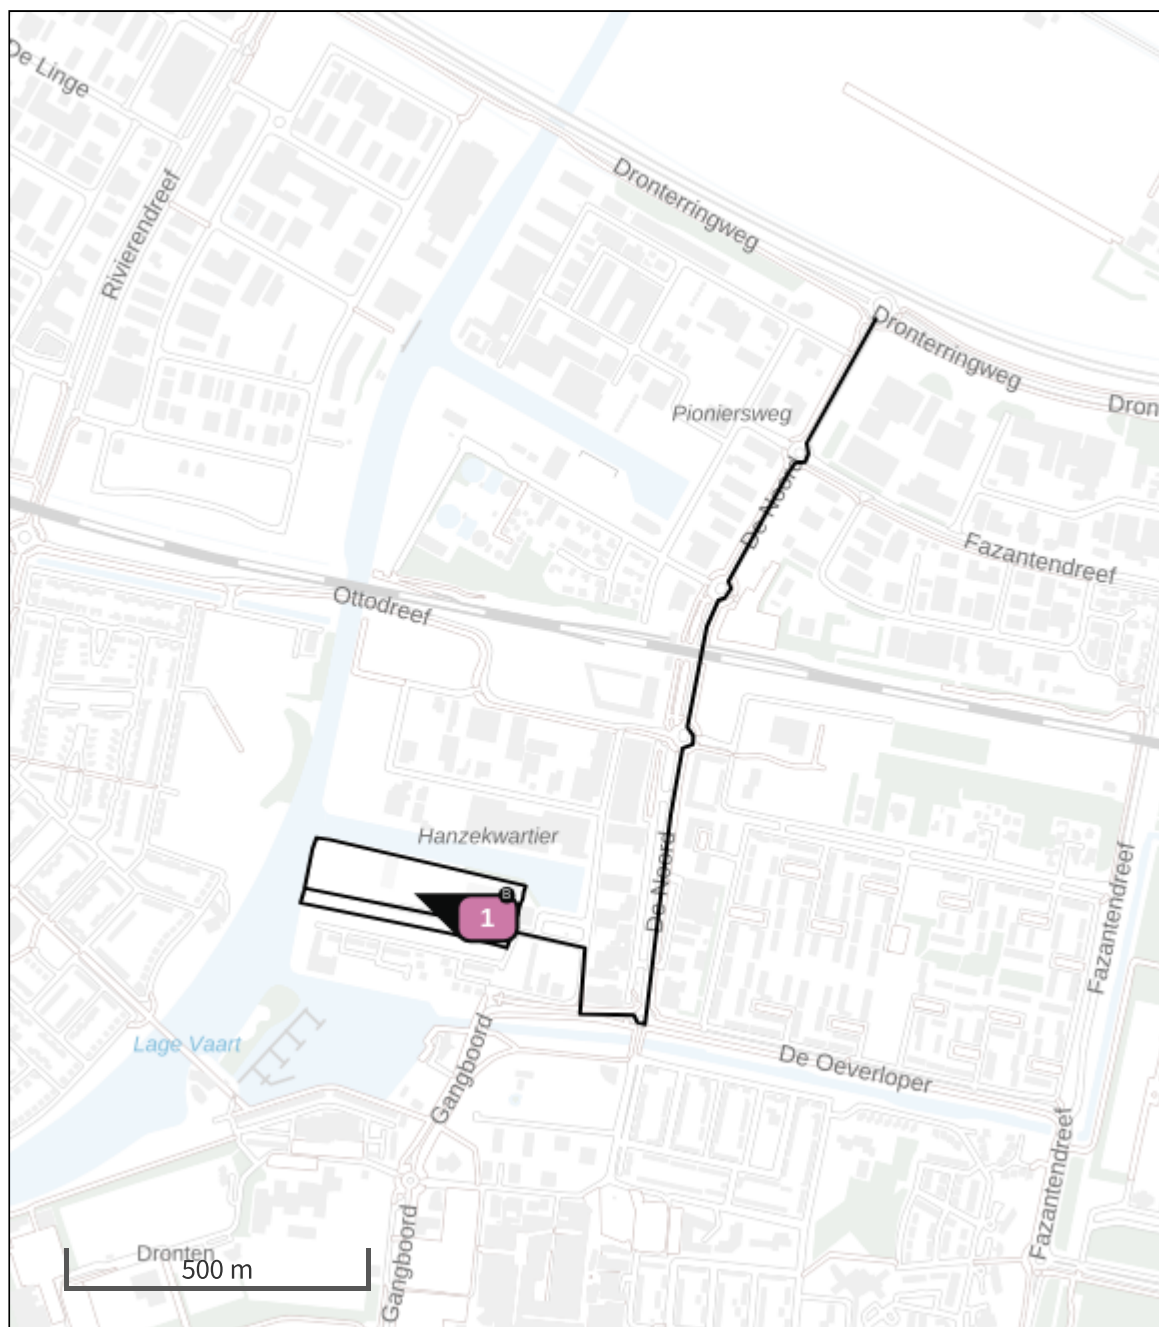 De Linge
Rivierendreef
Dronterringweg
Dronterringweg
Dron
Pioniersweg
De Noord
Fazantendreef
Ottodreef
Hanzekwartier
De Noord
B
1
Fazantendreef
Lage Vaart
Gangboord
De Oeverloper
Fazantendreef
Gangboord
Dronten
500 m